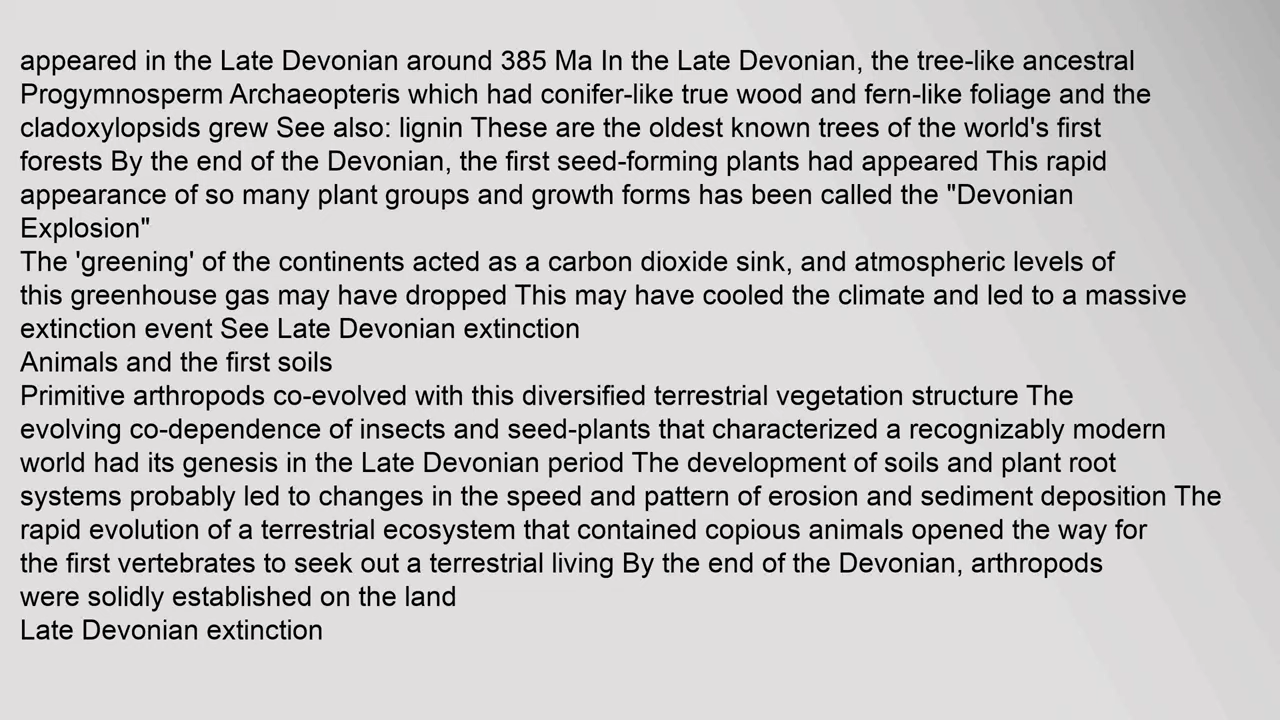 appeared in the Late Devonian around 385 Ma In the Late Devonian, the tree-like ancestral
Progymnosperm Archaeopteris which had conifer-like true wood and fern-like foliage and the
cladoxylopsids grew See also: lignin These are the oldest known trees of the world's first
forests By the end of the Devonian, the first seed-forming plants had appeared This rapid
appearance of so many plant groups and growth forms has been called the "Devonian
Explosion"
The 'greening' of the continents acted as a carbon dioxide sink, and atmospheric levels of
this greenhouse gas may have dropped This may have cooled the climate and led to a massive
extinction event See Late Devonian extinction
Animals and the first soils
Primitive arthropods co-evolved with this diversified terrestrial vegetation structure The
evolving co-dependence of insects and seed-plants that characterized a recognizably modern
world had its genesis in the Late Devonian period The development of soils and plant root
systems probably led to changes in the speed and pattern of erosion and sediment deposition The
rapid evolution of a terrestrial ecosystem that contained copious animals opened the way for
the first vertebrates to seek out a terrestrial living By the end of the Devonian, arthropods
were solidly established on the land
Late Devonian extinction